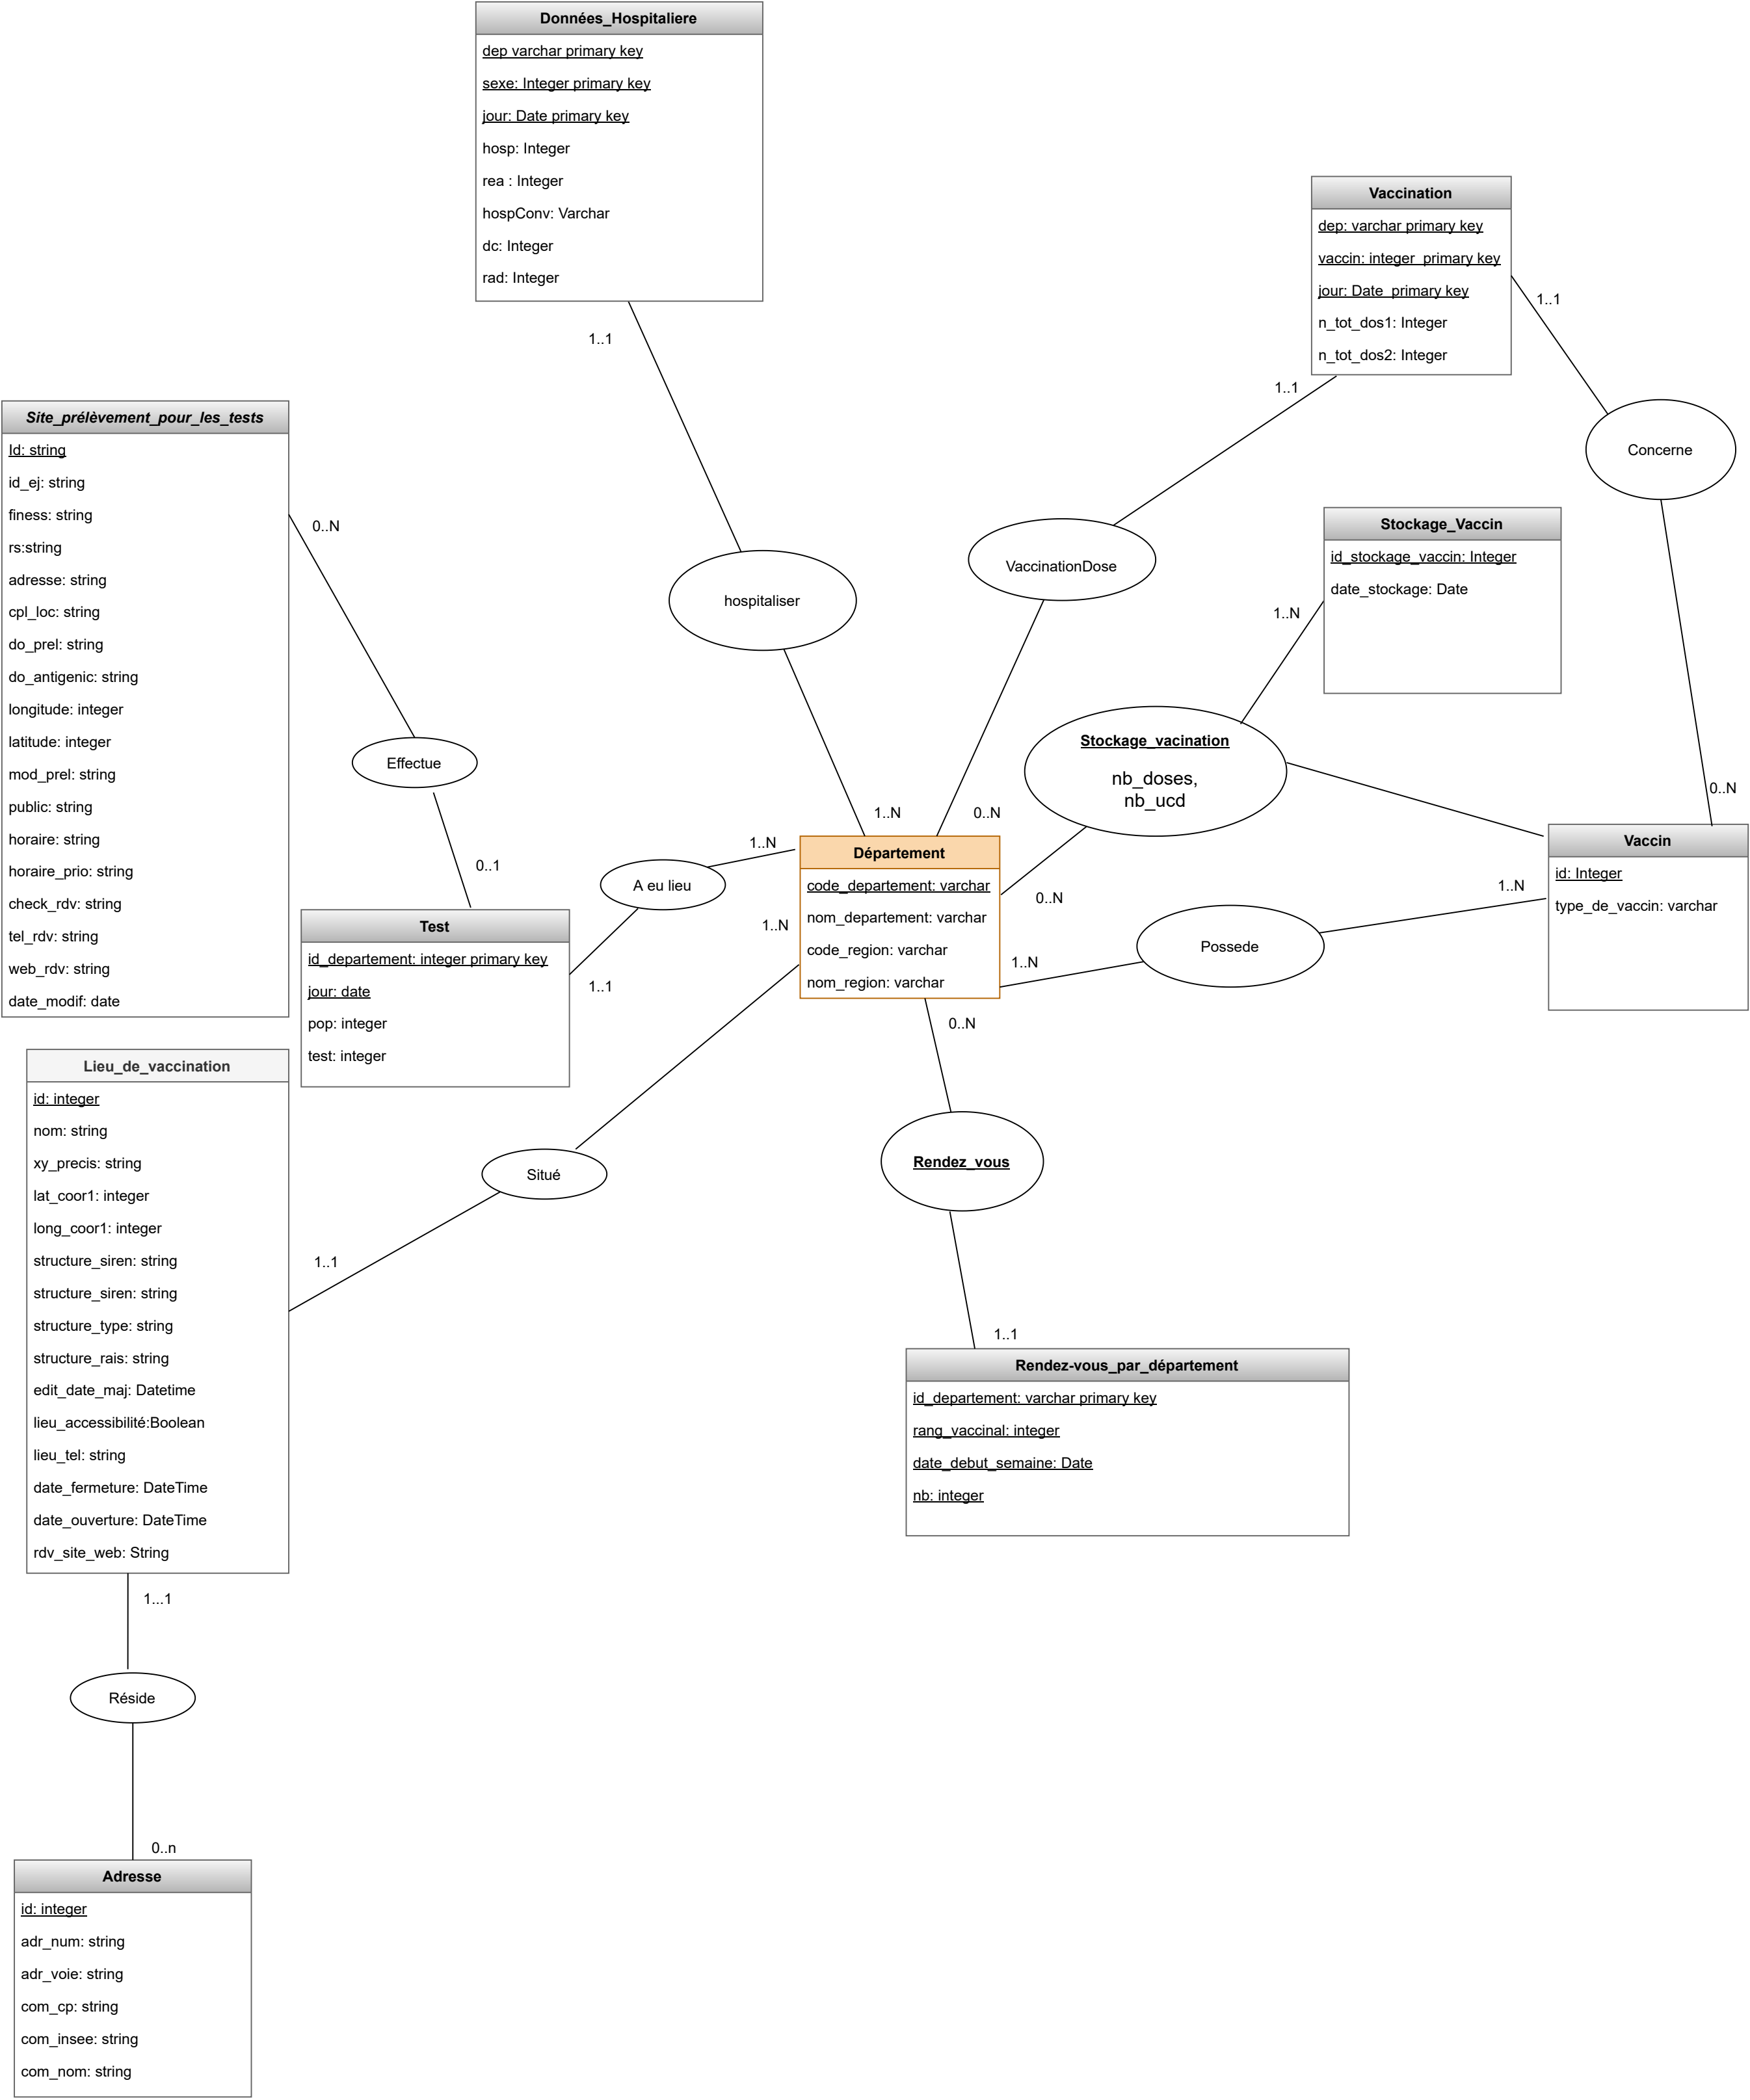 Données_Hospitaliere
dep varchar primary key
sexe: Integer primary key
jour: Date primary key
hosp: Integer
rea : Integer
hospConv: Varchar
dc: Integer
rad: Integer
1..1
Vaccination
dep: varchar primary key
vaccin: integer  primary key
jour: Date  primary key
n_tot_dos1: Integer
n_tot_dos2: Integer
1..1
1..1
Concerne
Site_prélèvement_pour_les_tests
Id: string
id_ej: string
finess: string
rs:string
adresse: string
cpl_loc: string
do_prel: string
do_antigenic: string
longitude: integer
latitude: integer
mod_prel: string
public: string
horaire: string
horaire_prio: string
check_rdv: string
tel_rdv: string
web_rdv: string
date_modif: date
0..N
Effectue
0..1
hospitaliser
1..N
VaccinationDose
0..N
Stockage_Vaccin
id_stockage_vaccin: Integer
date_stockage: Date
1..N
Stockage_vacination
nb_doses,
nb_ucd
0..N
0..N
Vaccin
id: Integer
type_de_vaccin: varchar
1..N
Possede
1..N
A eu lieu
1..N
1..1
Département
code_departement: varchar
nom_departement: varchar
code_region: varchar
nom_region: varchar
Test
id_departement: integer primary key
jour: date
pop: integer
test: integer
1..N
Situé
1..1
0..N
Rendez_vous
1..1
Rendez-vous_par_département
id_departement: varchar primary key
rang_vaccinal: integer
date_debut_semaine: Date
nb: integer
Lieu_de_vaccination
id: integer
nom: string
xy_precis: string
lat_coor1: integer
long_coor1: integer
structure_siren: string
structure_siren: string
structure_type: string
structure_rais: string
edit_date_maj: Datetime
lieu_accessibilité:Boolean
lieu_tel: string
date_fermeture: DateTime
date_ouverture: DateTime
rdv_site_web: String
1...1
Réside
0..n
Adresse
id: integer
adr_num: string
adr_voie: string
com_cp: string
com_insee: string
com_nom: string